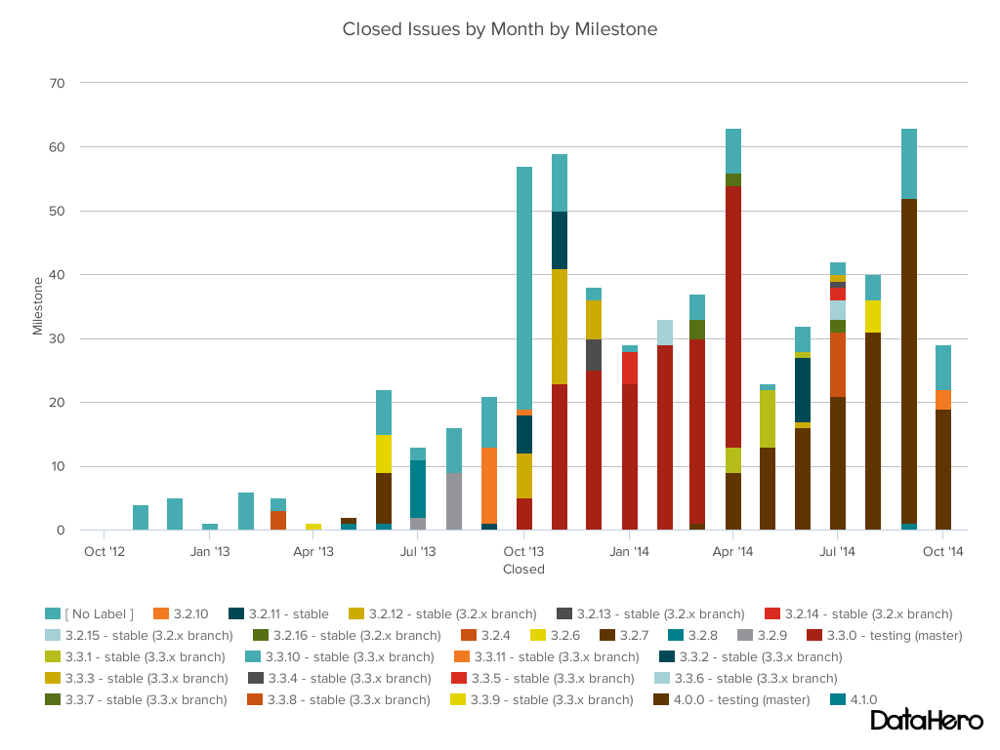 Closed Issues by Month by Milestone
70
60
50
40
30
20
10
0
Milestone
Oct '12 Jan '13 Apr '13 Jul '13 Oct '13 Jan '14 Apr '14 Jul '14 Oct '14
Closed
[ No Label ] 3.2.10 3.2.11 - stable 3.2.12 - stable (3.2.x branch) 3.2.13 - stable (3.2.x branch) 3.2.14 - stable (3.2.x branch)
3.2.15 - stable (3.2.x branch) 3.2.16 - stable (3.2.x branch) 3.2.4 3.2.6 3.2.7 3.2.8 3.2.9 3.3.0 - testing (master)
3.3.1 - stable (3.3.x branch) 3.3.10 - stable (3.3.x branch) 3.3.11 - stable (3.3.x branch) 3.3.2 - stable (3.3.x branch)
3.3.3 - stable (3.3.x branch) 3.3.4 - stable (3.3.x branch) 3.3.5 - stable (3.3.x branch) 3.3.6 - stable (3.3.x branch)
3.3.7 - stable (3.3.x branch) 3.3.8 - stable (3.3.x branch) 3.3.9 - stable (3.3.x branch) 4.0.0 - testing (master) 4.1.0
DataHero